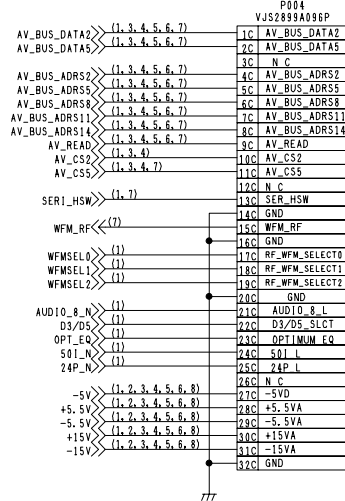 P004
VJS2899A096P
AV_BUS_DATA2 (1, 3, 4, 5, 6, 7) 1C AV_BUS_DATA2
AV_BUS_DATA5 2C AV_BUS_DATA5
3C N C
AV_BUS_ADRS2 (1, 3, 4, 5, 6, 7) 4C AV_BUS_ADRS2
AV_BUS_ADRS5 (1, 3, 4, 5, 6, 7) 5C AV_BUS_ADRS5
AV_BUS_ADRS8 (1, 3, 4, 5, 6, 7) 6C AV_BUS_ADRS8
AV_BUS_ADRS11 (1, 3, 4, 5, 6, 7) 7C AV_BUS_ADRS11
AV_BUS_ADRS14 (1, 3, 4, 5, 6, 7) 8C AV_BUS_ADRS14
AV_READ (1, 3, 4, 5, 6, 7) 9C AV_READ
AV_CS2 (1, 3, 4) 10C AV_CS2
AV_CS5 (1, 3, 4, 7) 11C AV_CS5
12C N C
SERI_HSW (1, 7) 13C SER_HSW
14C GND
WFM_RF (7) 15C WFM_RF
16C GND
WFMSEL0 (1) 17C RF_WFM_SELECT0
WFMSEL1 (1) 18C RF_WFM_SELECT1
WFMSEL2 (1) 19C RF_WFM_SELECT2
20C GND
AUDIO_8_N (1) 21C AUDIO_8_L
D3/D5 (1) 22C D3/D5_SLCT
OPT_EQ (1) 23C OPTIMUM EQ
50I_N (1) 24C 50I_L
24P_N (1) 25C 24P_L
26C N C
-5V (1, 2, 3, 4, 5, 6, 8) 27C -5VD
+5.5V (1, 2, 3, 4, 5, 6, 8) 28C +5.5VA
-5.5V (1, 2, 3, 4, 5, 6, 8) 29C -5.5VA
+15V (1, 2, 3, 4, 5, 6, 8) 30C +15VA
-15V (1, 2, 3, 4, 5, 6, 8) 31C -15VA
32C GND